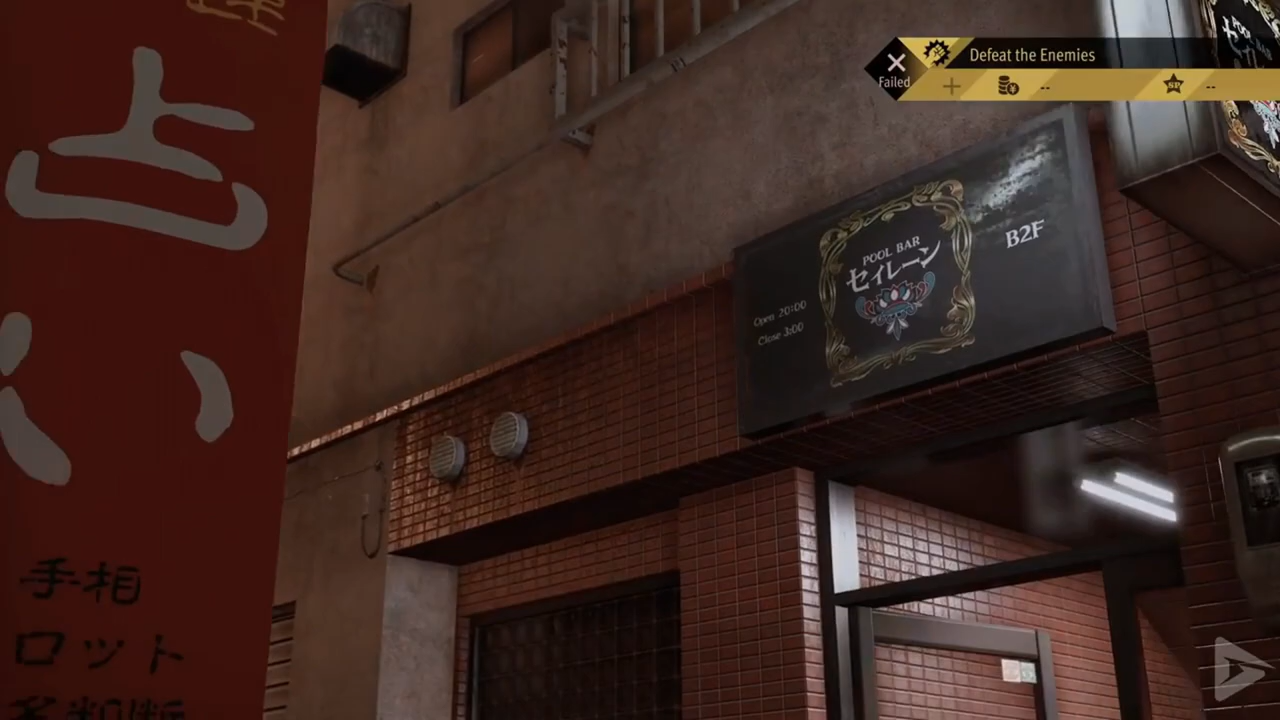 占い
手相
ロット
Failed
Defeat the Enemies
SP
POOL BAR
セイレーン
Open 20:00
Close 3:00
B2F